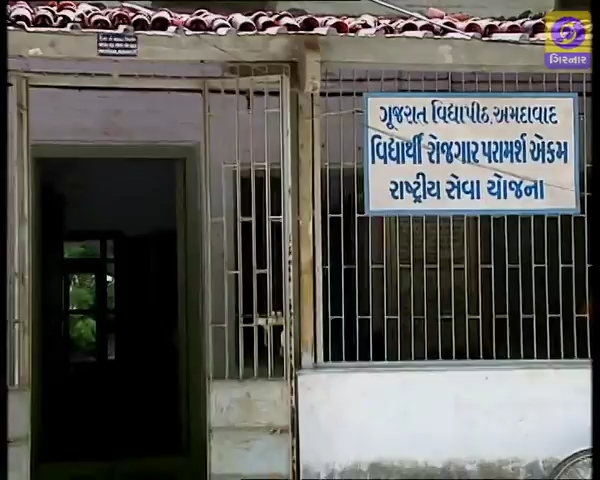 ગૂજરાત વિદ્યાપીઠ, અમદાવાદ
વિદ્યાર્થી રોજગાર પરામર્શ એકમ
રાષ્ટ્રીય સેવા યોજના
ગિરનાર